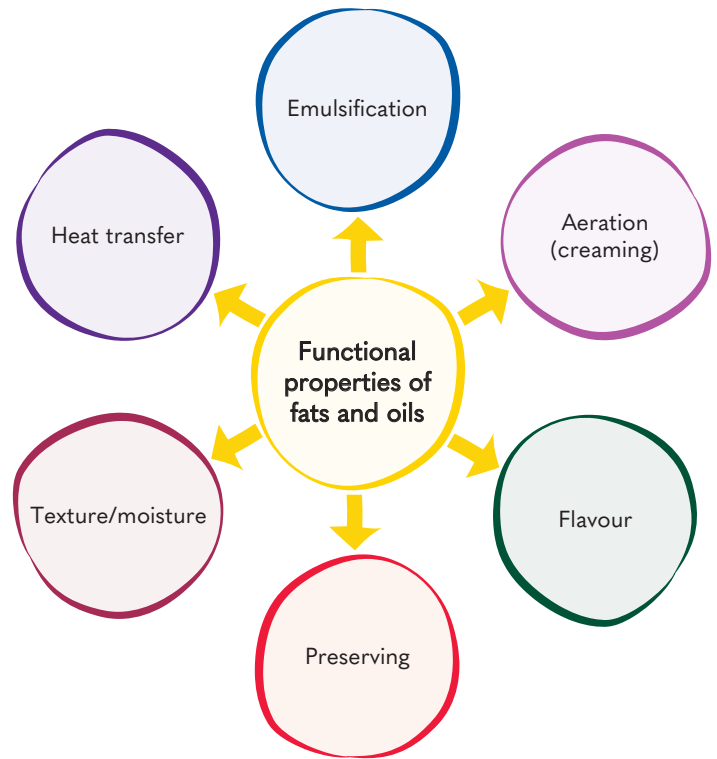 Emulsification
Heat transfer
Aeration
(creaming)
Functional
properties of
fats and oils
Texture/moisture
Flavour
Preserving